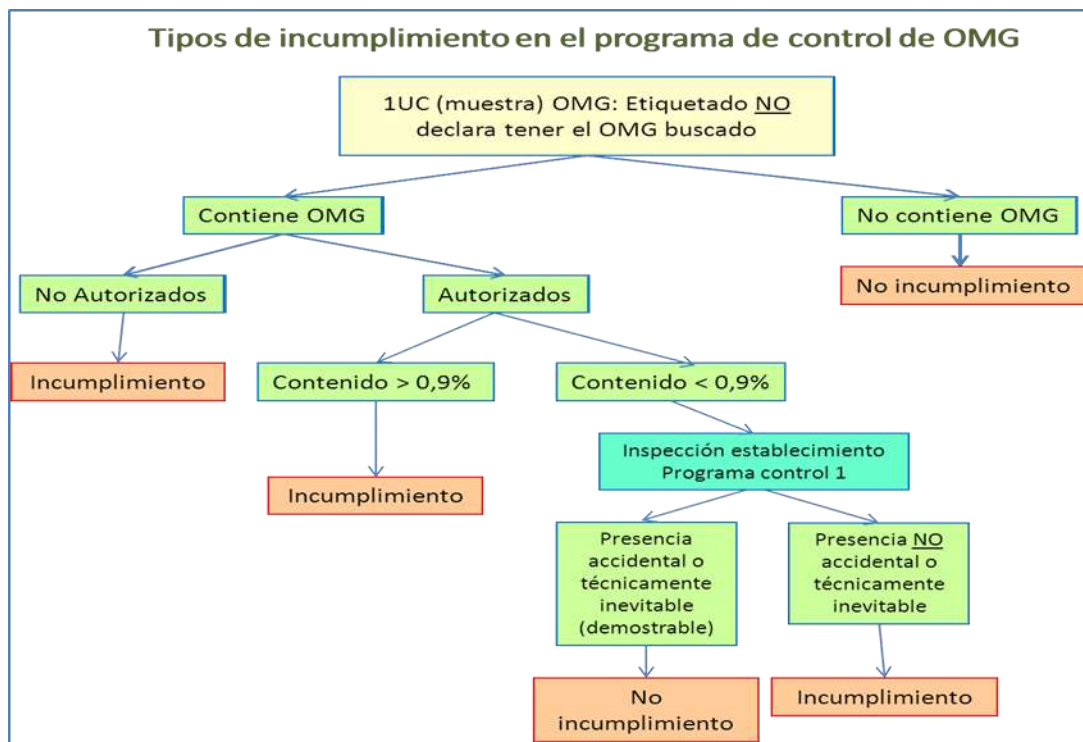 Tipos de incumplimiento en el programa de control de OMG
1UC (muestra) OMG: Etiquetado NO
declara tener el OMG buscado
Contiene OMG
No contiene OMG
No Autorizados
Autorizados
No incumplimiento
Incumplimiento
Contenido > 0,9%
Contenido < 0,9%
Inspección establecimiento
Programa control 1
Incumplimiento
Presencia
accidental o
técnicamente
inevitable
(demostrable)
Presencia NO
accidental o
técnicamente
inevitable
No
incumplimiento
Incumplimiento